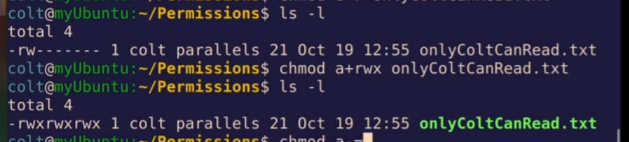 colt@myUbuntu:~/Permissions$ ls -l
total 4
-rw------- 1 colt parallels 21 Oct 19 12:55 onlyColtCanRead.txt
colt@myUbuntu:~/Permissions$ chmod a+rwx onlyColtCanRead.txt
colt@myUbuntu:~/Permissions$ ls -l
total 4
-rwxrwxrwx 1 colt parallels 21 Oct 19 12:55 onlyColtCanRead.txt
colt@myUbuntu:~/Permissions$ chmod a-